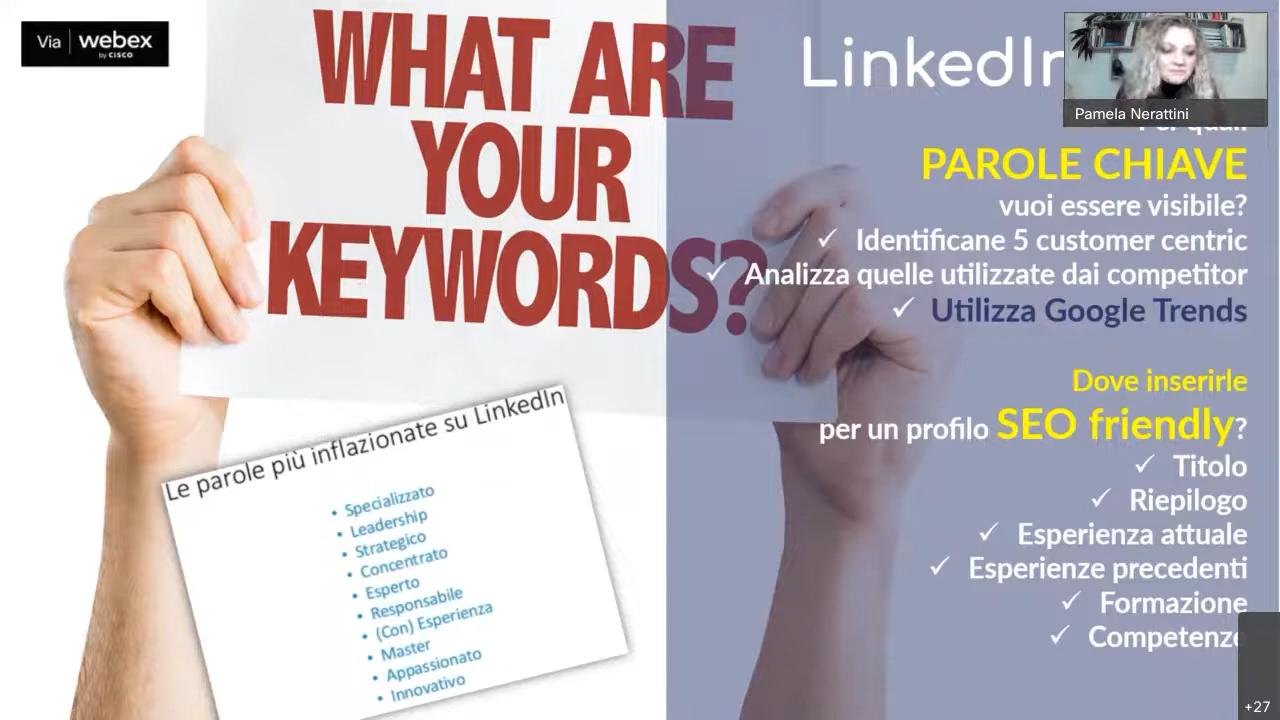 Via | webex
by CISCO
WHAT ARE
YOUR
KEYWORDS?
Le parole più inflazionate su LinkedIn
• Specializzato
• Leadership
• Strategico
• Concentrato
• Esperto
• Responsabile
• (Con) Esperienza
• Master
• Appassionato
• Innovativo
LinkedIn
Pamela Nerattini
PAROLE CHIAVE
vuoi essere visibile?
✓ Identificane 5 customer centric
✓ Analizza quelle utilizzate dai competitor
✓ Utilizza Google Trends
Dove inserirle
per un profilo SEO friendly?
✓ Titolo
✓ Riepilogo
✓ Esperienza attuale
✓ Esperienze precedenti
✓ Formazione
✓ Competenze
+27